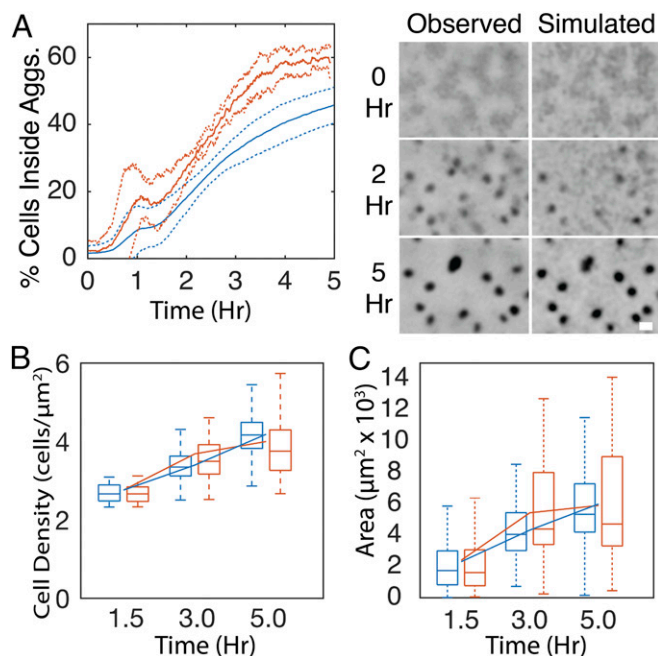 A
% Cells Inside Aggs.
60
40
20
0
0 1 2 3 4 5
Time (Hr)
Observed Simulated
0
Hr
2
Hr
5
Hr
B
Cell Density (cells/μm²)
6
4
2
0
1.5 3.0 5.0
Time (Hr)
C
Area (μm² x 10³)
14
12
10
8
6
4
2
0
1.5 3.0 5.0
Time (Hr)